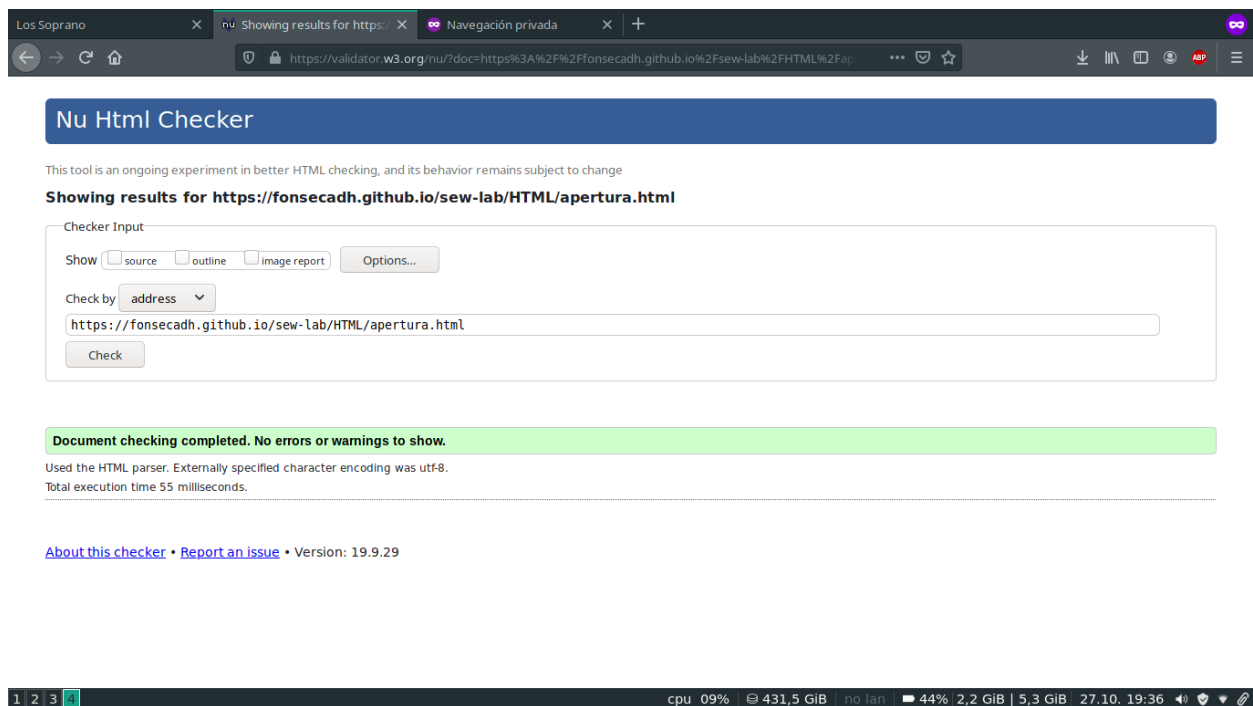 Los Soprano
nu Showing results for https:/
Navegación privada
https://validator.w3.org/nu/?doc=https%3A%2F%2Ffonsecadh.github.io%2Fsew-lab%2FHTML%2Fap
ABP
Nu Html Checker
This tool is an ongoing experiment in better HTML checking, and its behavior remains subject to change
Showing results for https://fonsecadh.github.io/sew-lab/HTML/apertura.html
Checker Input
Show source outline image report Options...
Check by address
https://fonsecadh.github.io/sew-lab/HTML/apertura.html
Check
Document checking completed. No errors or warnings to show.
Used the HTML parser. Externally specified character encoding was utf-8.
Total execution time 55 milliseconds.
About this checker • Report an issue • Version: 19.9.29
1 2 3 4 cpu 09% 431,5 GiB no lan 44% 2,2 GiB | 5,3 GiB 27.10. 19:36